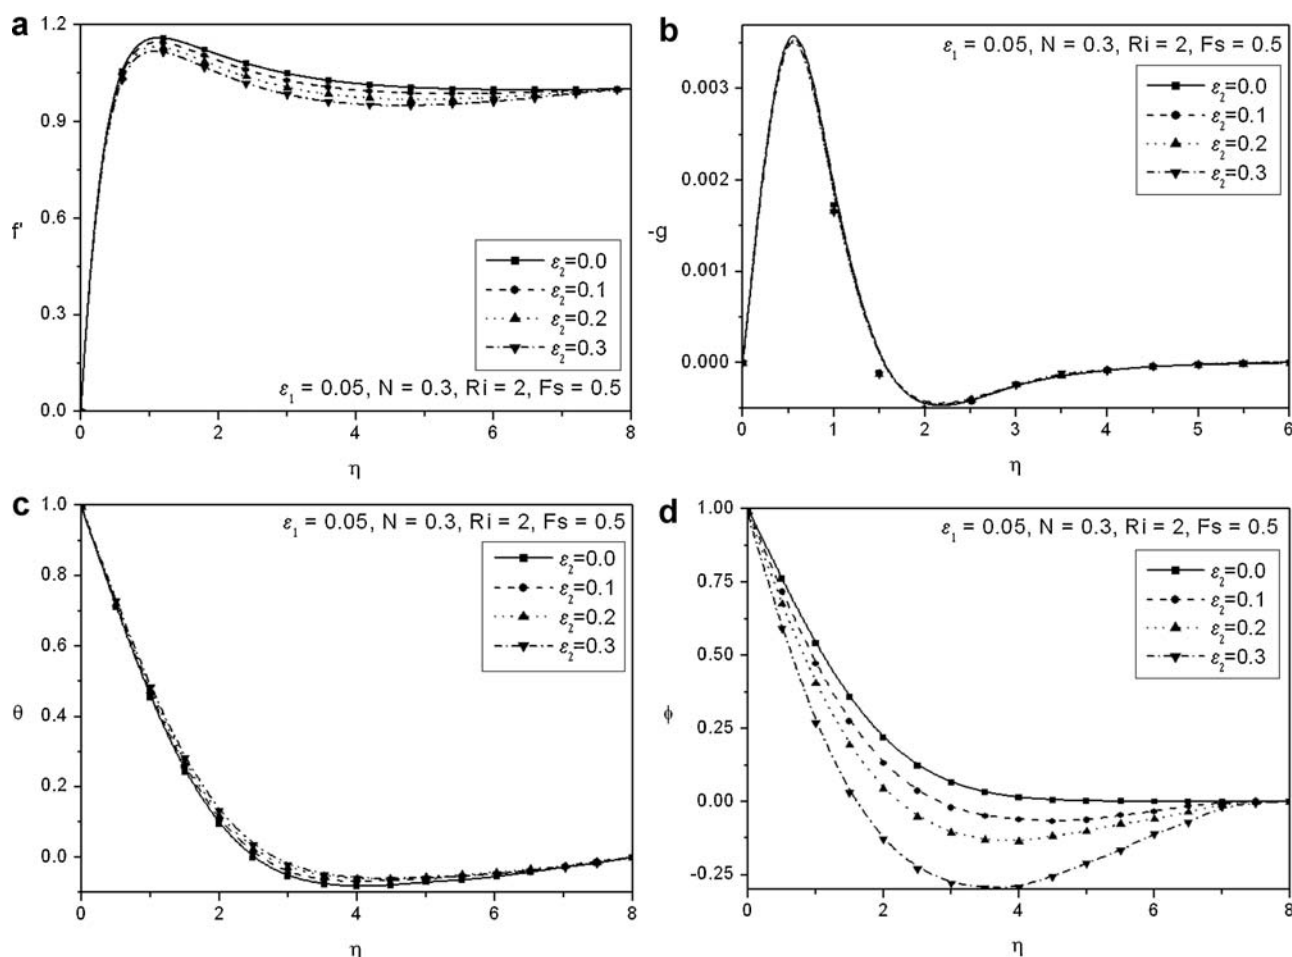 a
1.2
0.9
0.6
0.3
0.0
f'
0 1 2 3 4 5 6 7 8
η
ε2=0.0
ε2=0.1
ε2=0.2
ε2=0.3
ε1 = 0.05, N = 0.3, Ri = 2, Fs = 0.5
b
ε1 = 0.05, N = 0.3, Ri = 2, Fs = 0.5
ε2=0.0
ε2=0.1
ε2=0.2
ε2=0.3
0.003
0.002
0.001
0.000
-g
0 1 2 3 4 5 6
η
c
ε1 = 0.05, N = 0.3, Ri = 2, Fs = 0.5
ε2=0.0
ε2=0.1
ε2=0.2
ε2=0.3
1.0
0.8
0.6
0.4
0.2
0.0
θ
0 1 2 3 4 5 6 7 8
η
d
ε1 = 0.05, N = 0.3, Ri = 2, Fs = 0.5
ε2=0.0
ε2=0.1
ε2=0.2
ε2=0.3
1.00
0.75
0.50
0.25
0.00
-0.25
ϕ
0 2 4 6 8
η